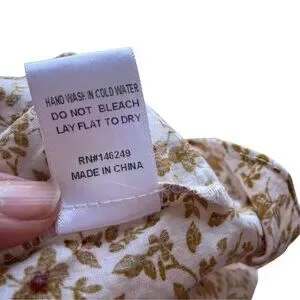 HAND WASH IN COLD WATER
DO NOT BLEACH
LAY FLAT TO DRY
RN#146249
MADE IN CHINA